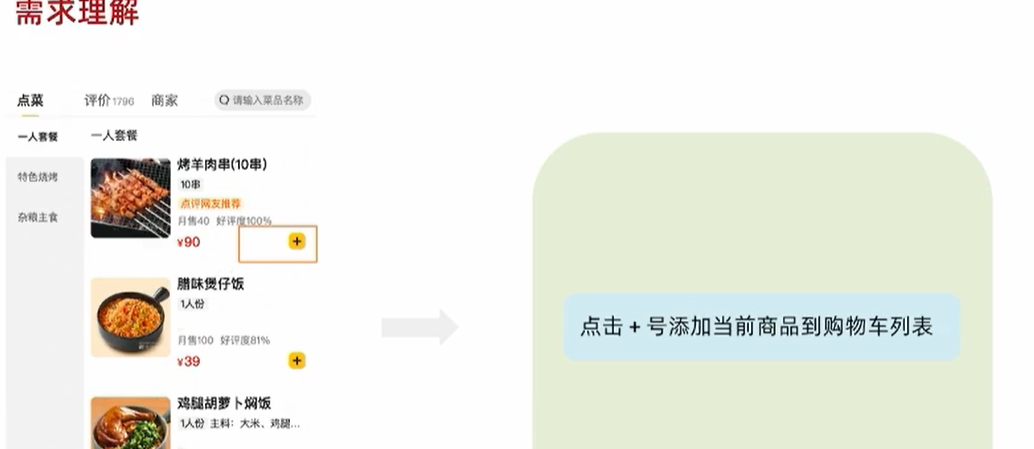 需求理解
点菜 评价1796 商家 请输入菜品名称
一人套餐
特色烧烤
杂粮主食
一人套餐
烤羊肉串(10串)
10串
点评网友推荐
月售40 好评度100%
¥90
+
腊味煲仔饭
1人份
月售100 好评度81%
¥39
+
鸡腿胡萝卜焖饭
1人份 主料：大米、鸡腿...
点击 + 号添加当前商品到购物车列表